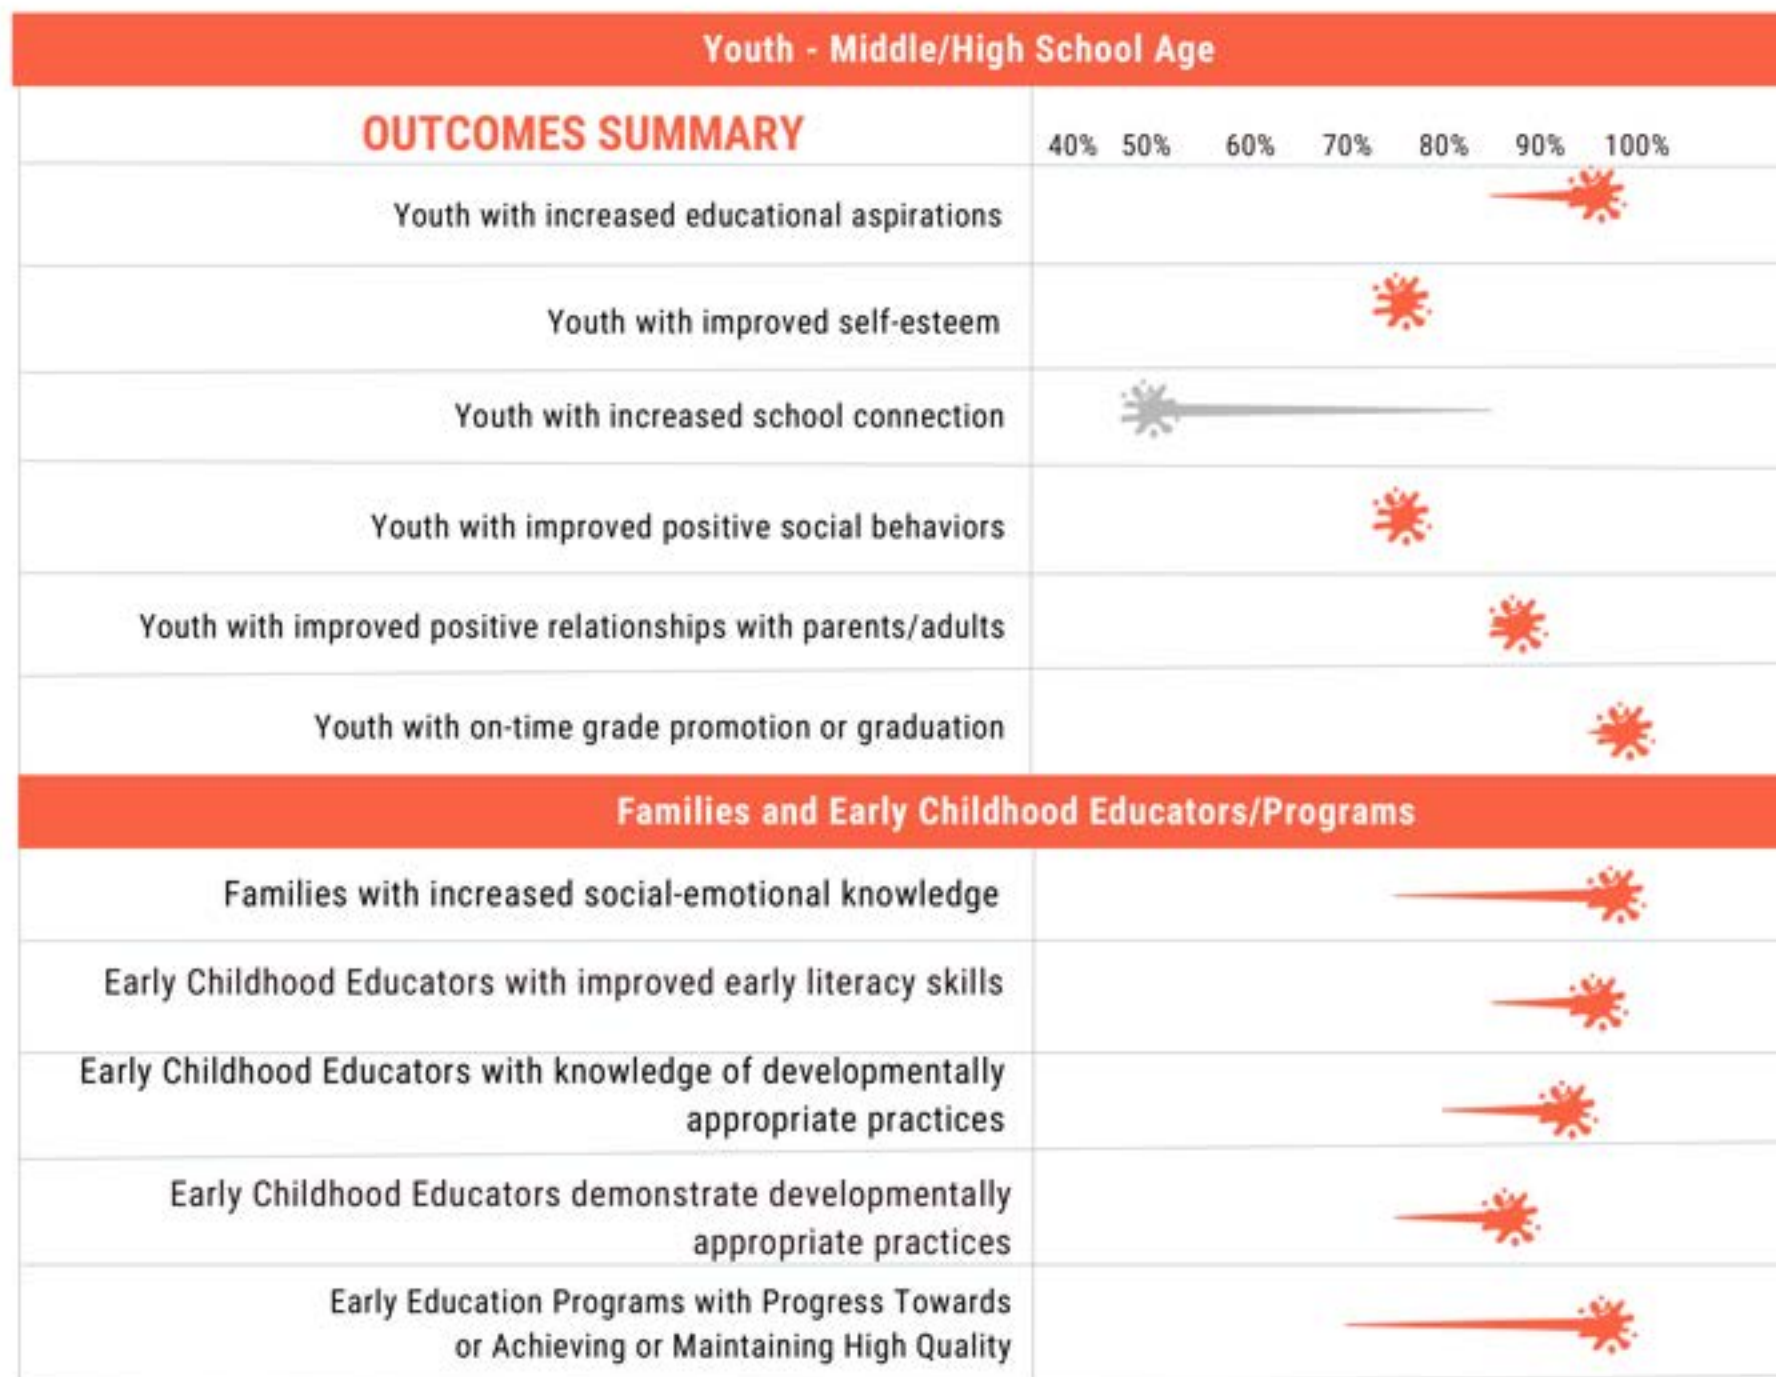 Youth - Middle/High School Age
OUTCOMES SUMMARY
40% 50% 60% 70% 80% 90% 100%
Youth with increased educational aspirations
Youth with improved self-esteem
Youth with increased school connection
Youth with improved positive social behaviors
Youth with improved positive relationships with parents/adults
Youth with on-time grade promotion or graduation
Families and Early Childhood Educators/Programs
Families with increased social-emotional knowledge
Early Childhood Educators with improved early literacy skills
Early Childhood Educators with knowledge of developmentally
appropriate practices
Early Childhood Educators demonstrate developmentally
appropriate practices
Early Education Programs with Progress Towards
or Achieving or Maintaining High Quality